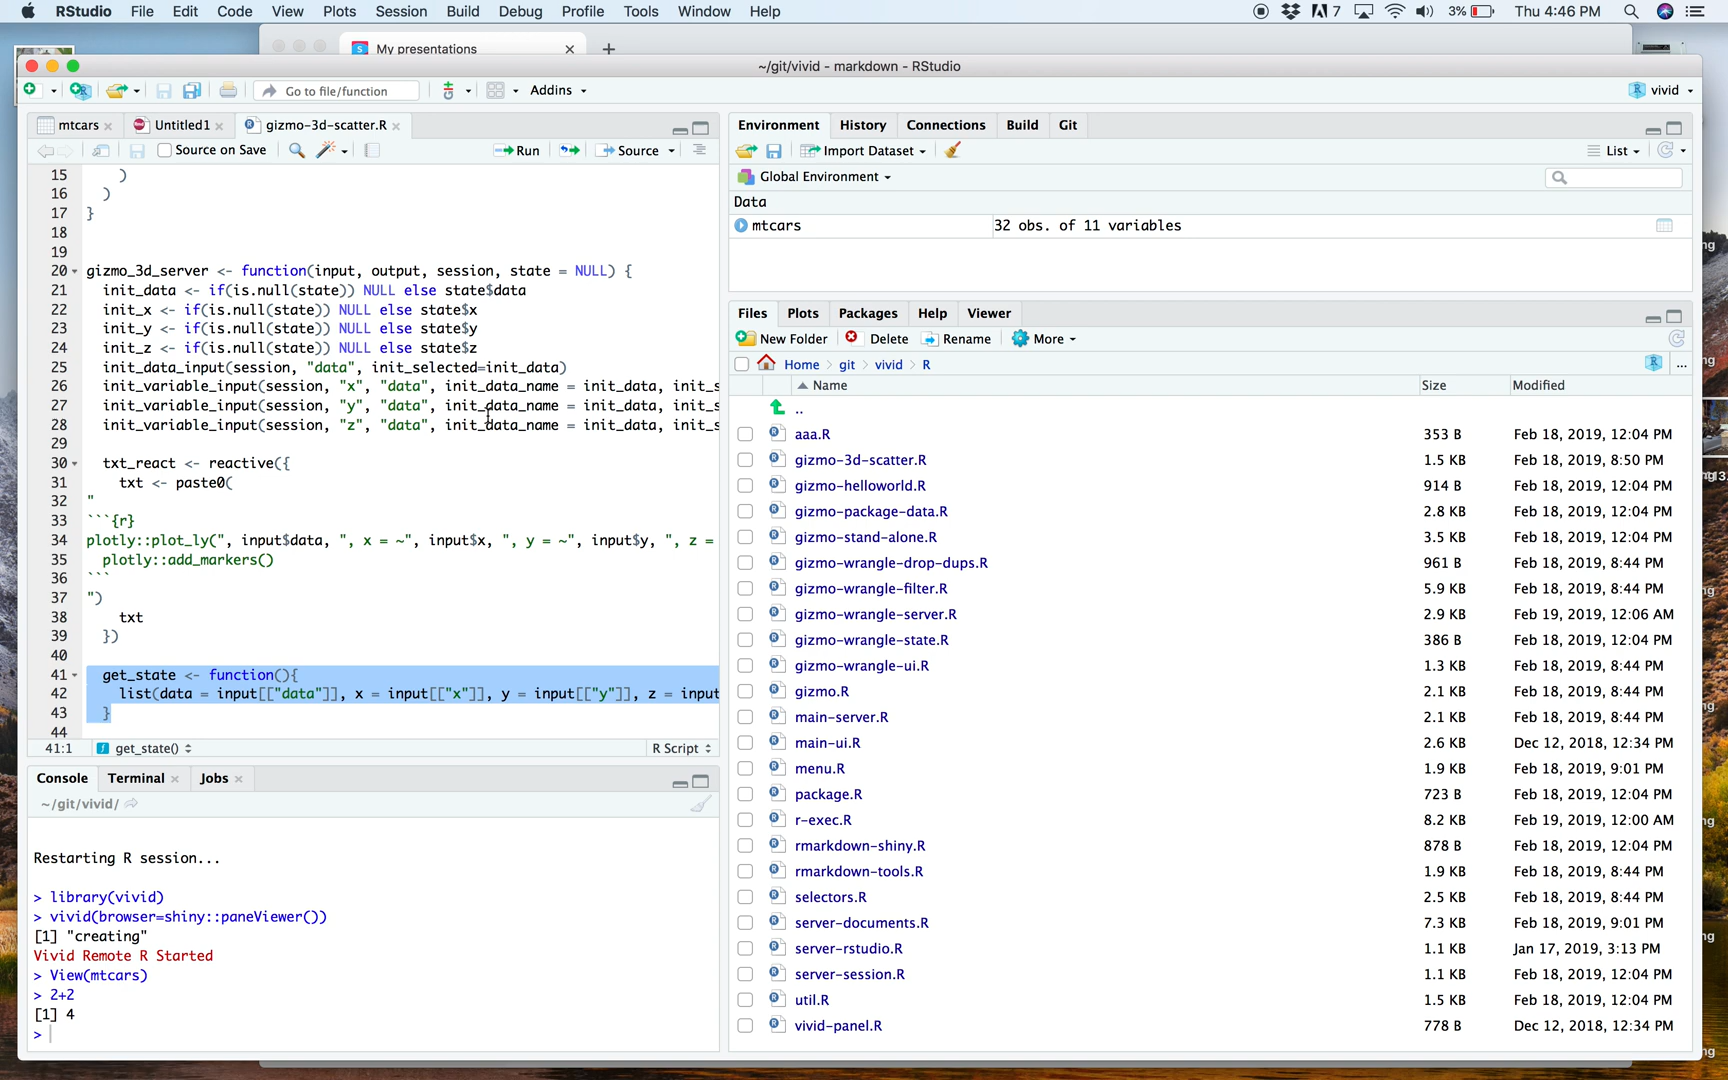 RStudio File Edit Code View Plots Session Build Debug Profile Tools Window Help 7 3% Thu 4:46 PM
My presentations
~/git/vivid - markdown - RStudio
Go to file/function Addins vivid
mtcars Untitled1 gizmo-3d-scatter.R
Source on Save Run Source
15 )
16 )
17 }
18
19
20 gizmo_3d_server <- function(input, output, session, state = NULL) {
21 init_data <- if(is.null(state)) NULL else state$data
22 init_x <- if(is.null(state)) NULL else state$x
23 init_y <- if(is.null(state)) NULL else state$y
24 init_z <- if(is.null(state)) NULL else state$z
25 init_data_input(session, "data", init_selected=init_data)
26 init_variable_input(session, "x", "data", init_data_name = init_data, init_s
27 init_variable_input(session, "y", "data", init_data_name = init_data, init_s
28 init_variable_input(session, "z", "data", init_data_name = init_data, init_s
29
30 txt_react <- reactive({
31 txt <- paste0(
32 "
33 ```{r}
34 plotly::plot_ly(", input$data, ", x = ~", input$x, ", y = ~", input$y, ", z =
35 plotly::add_markers()
36 ```
37 ")
38 txt
39 })
40
41 get_state <- function(){
42 list(data = input[["data"]], x = input[["x"]], y = input[["y"]], z = input
43 }
44
41:1 get_state() R Script
Console Terminal Jobs
~/git/vivid/
Restarting R session...
> library(vivid)
> vivid(browser=shiny::paneViewer())
[1] "creating"
Vivid Remote R Started
> View(mtcars)
> 2+2
[1] 4
>
Environment History Connections Build Git
Import Dataset List
Global Environment
Data
mtcars 32 obs. of 11 variables
Files Plots Packages Help Viewer
New Folder Delete Rename More
Home git vivid R ...
Name Size Modified
..
aaa.R 353 B Feb 18, 2019, 12:04 PM
gizmo-3d-scatter.R 1.5 KB Feb 18, 2019, 8:50 PM
gizmo-helloworld.R 914 B Feb 18, 2019, 12:04 PM
gizmo-package-data.R 2.8 KB Feb 18, 2019, 12:04 PM
gizmo-stand-alone.R 3.5 KB Feb 18, 2019, 12:04 PM
gizmo-wrangle-drop-dups.R 961 B Feb 18, 2019, 8:44 PM
gizmo-wrangle-filter.R 5.9 KB Feb 18, 2019, 8:44 PM
gizmo-wrangle-server.R 2.9 KB Feb 19, 2019, 12:06 AM
gizmo-wrangle-state.R 386 B Feb 18, 2019, 12:04 PM
gizmo-wrangle-ui.R 1.3 KB Feb 18, 2019, 8:44 PM
gizmo.R 2.1 KB Feb 18, 2019, 8:44 PM
main-server.R 2.1 KB Feb 18, 2019, 8:44 PM
main-ui.R 2.6 KB Dec 12, 2018, 12:34 PM
menu.R 1.9 KB Feb 18, 2019, 9:01 PM
package.R 723 B Feb 18, 2019, 12:04 PM
r-exec.R 8.2 KB Feb 19, 2019, 12:00 AM
rmarkdown-shiny.R 878 B Feb 18, 2019, 12:04 PM
rmarkdown-tools.R 1.9 KB Feb 18, 2019, 8:44 PM
selectors.R 2.5 KB Feb 18, 2019, 8:44 PM
server-documents.R 7.3 KB Feb 18, 2019, 9:01 PM
server-rstudio.R 1.1 KB Jan 17, 2019, 3:13 PM
server-session.R 1.1 KB Feb 18, 2019, 12:04 PM
util.R 1.5 KB Feb 18, 2019, 12:04 PM
vivid-panel.R 778 B Dec 12, 2018, 12:34 PM